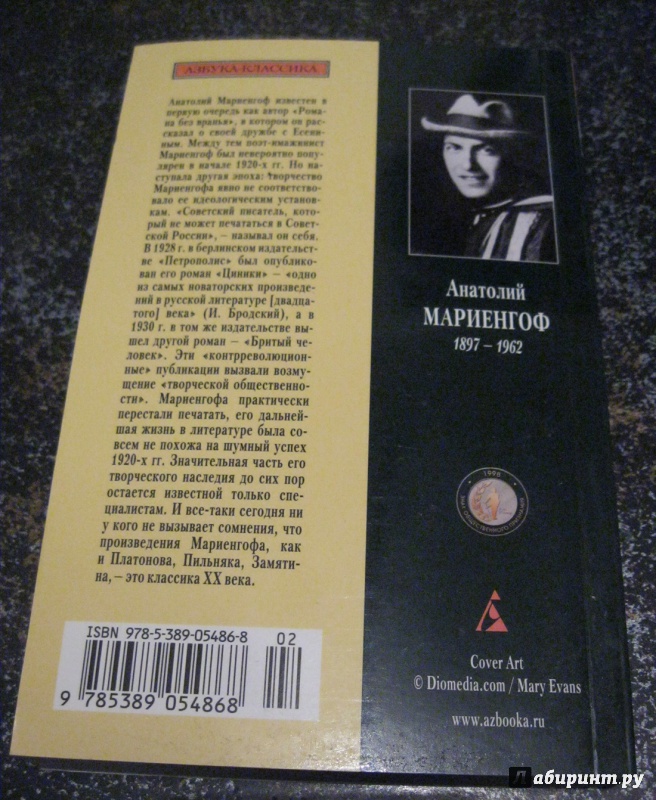 АЗБУКА-КЛАССИКА
Анатолий Мариенгоф известен в
первую очередь как автор «Рома-
на без вранья», в котором он рас-
сказал о своей дружбе с Есени-
ным. Между тем поэт-имажинист
Мариенгоф был невероятно попу-
лярен в начале 1920-х гг. Но на-
ступала другая эпоха: творчество
Мариенгофа явно не соответство-
вало ее идеологическим установ-
кам. «Советский писатель, кото-
рый не может печататься в Совет-
ской России», – называл он себя.
В 1928 г. в берлинском издательст-
ве «Петрополис» был опублико-
ван его роман «Циники» – «одно
из самых новаторских произведе-
ний в русской литературе [двадца-
того] века» (И. Бродский), а в
1930 г. в том же издательстве вы-
шел другой роман – «Бритый че-
ловек». Эти «контрреволюцион-
ные» публикации вызвали возму-
щение «творческой общественно-
сти». Мариенгофа практически
перестали печатать, его дальней-
шая жизнь в литературе была со-
всем не похожа на шумный успех
1920-х гг. Значительная часть его
творческого наследия до сих пор
остается известной только спе-
циалистам. И все-таки сегодня ни
у кого не вызывает сомнения, что
произведения Мариенгофа, как
и Платонова, Пильняка, Замяти-
на, – это классика XX века.
ISBN 978-5-389-05486-8
02
9 785389 054868
Анатолий
МАРИЕНГОФ
1897 – 1962
1998
Cover Art
© Diomedia.com / Mary Evans
www.azbooka.ru
Лабиринт.ру